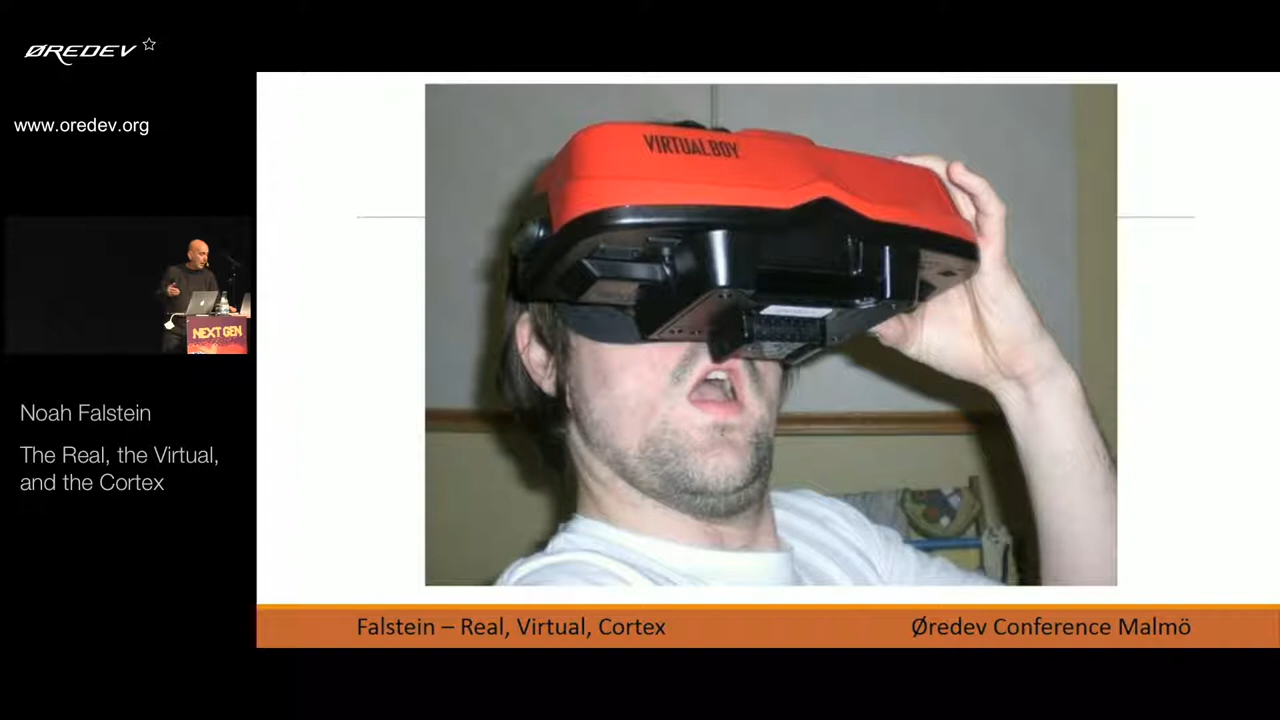 ØREDEV
www.oredev.org
VIRTUAL BOY
NEXT GEN
Noah Falstein
The Real, the Virtual,
and the Cortex
Falstein – Real, Virtual, Cortex
Øredev Conference Malmö